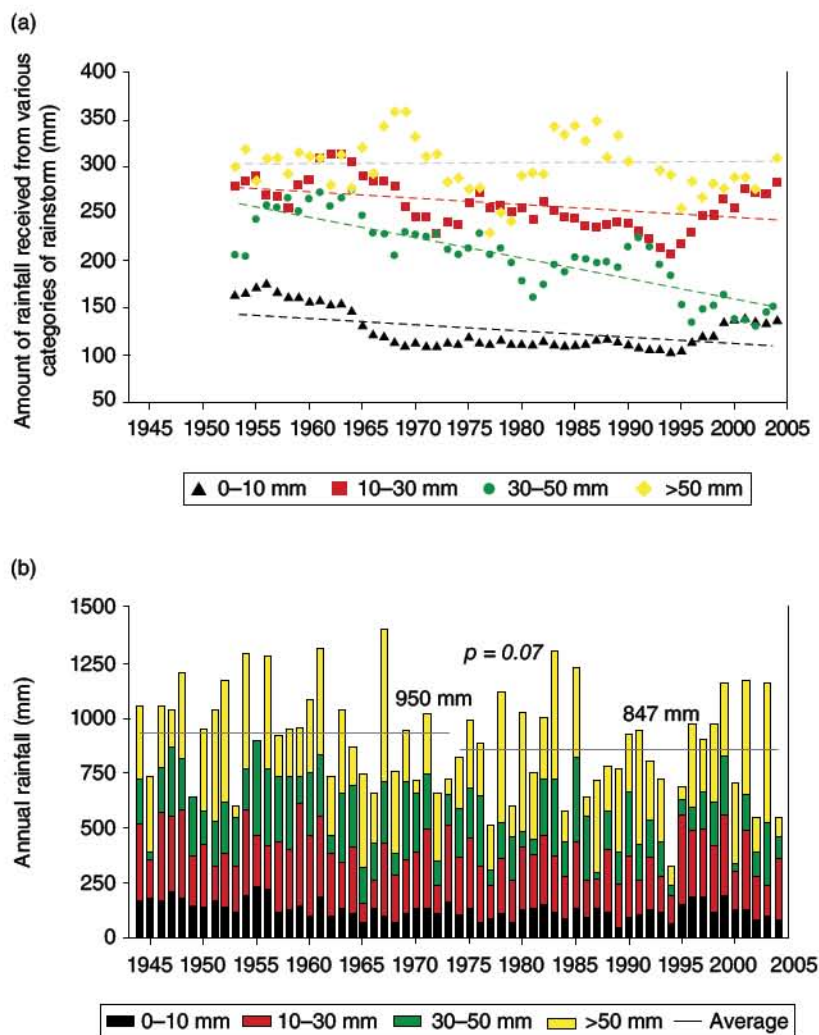 (a)
Amount of rainfall received from various
categories of rainstorm (mm)
400
350
300
250
200
150
100
50
1945 1950 1955 1960 1965 1970 1975 1980 1985 1990 1995 2000 2005
0–10 mm 10–30 mm 30–50 mm >50 mm
(b)
Annual rainfall (mm)
1500
1250
1000
750
500
250
0
p = 0.07
950 mm
847 mm
1945 1950 1955 1960 1965 1970 1975 1980 1985 1990 1995 2000 2005
0–10 mm 10–30 mm 30–50 mm >50 mm Average